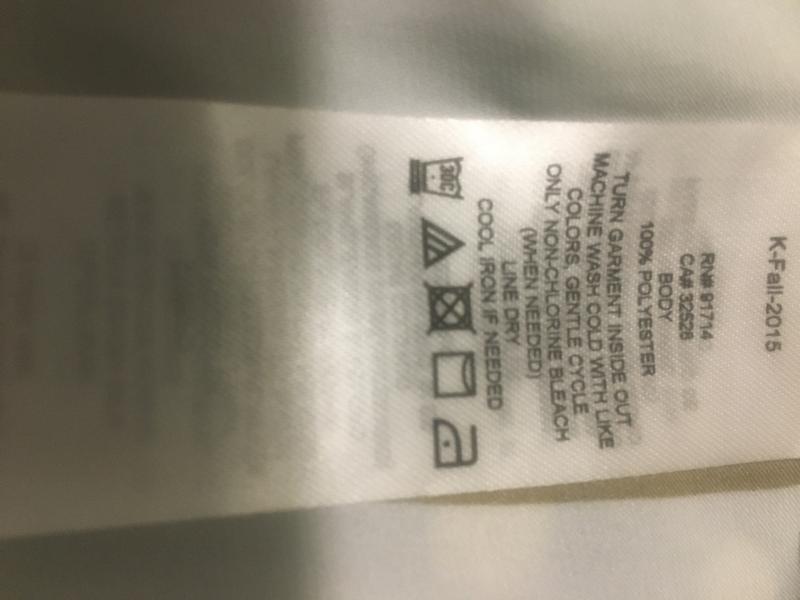 K-Fall-2015
RN# 91714
CA# 32528
BODY
100% POLYESTER
TURN GARMENT INSIDE OUT
MACHINE WASH COLD WITH LIKE
COLORS, GENTLE CYCLE
ONLY NON-CHLORINE BLEACH
(WHEN NEEDED)
LINE DRY
COOL IRON IF NEEDED
30C